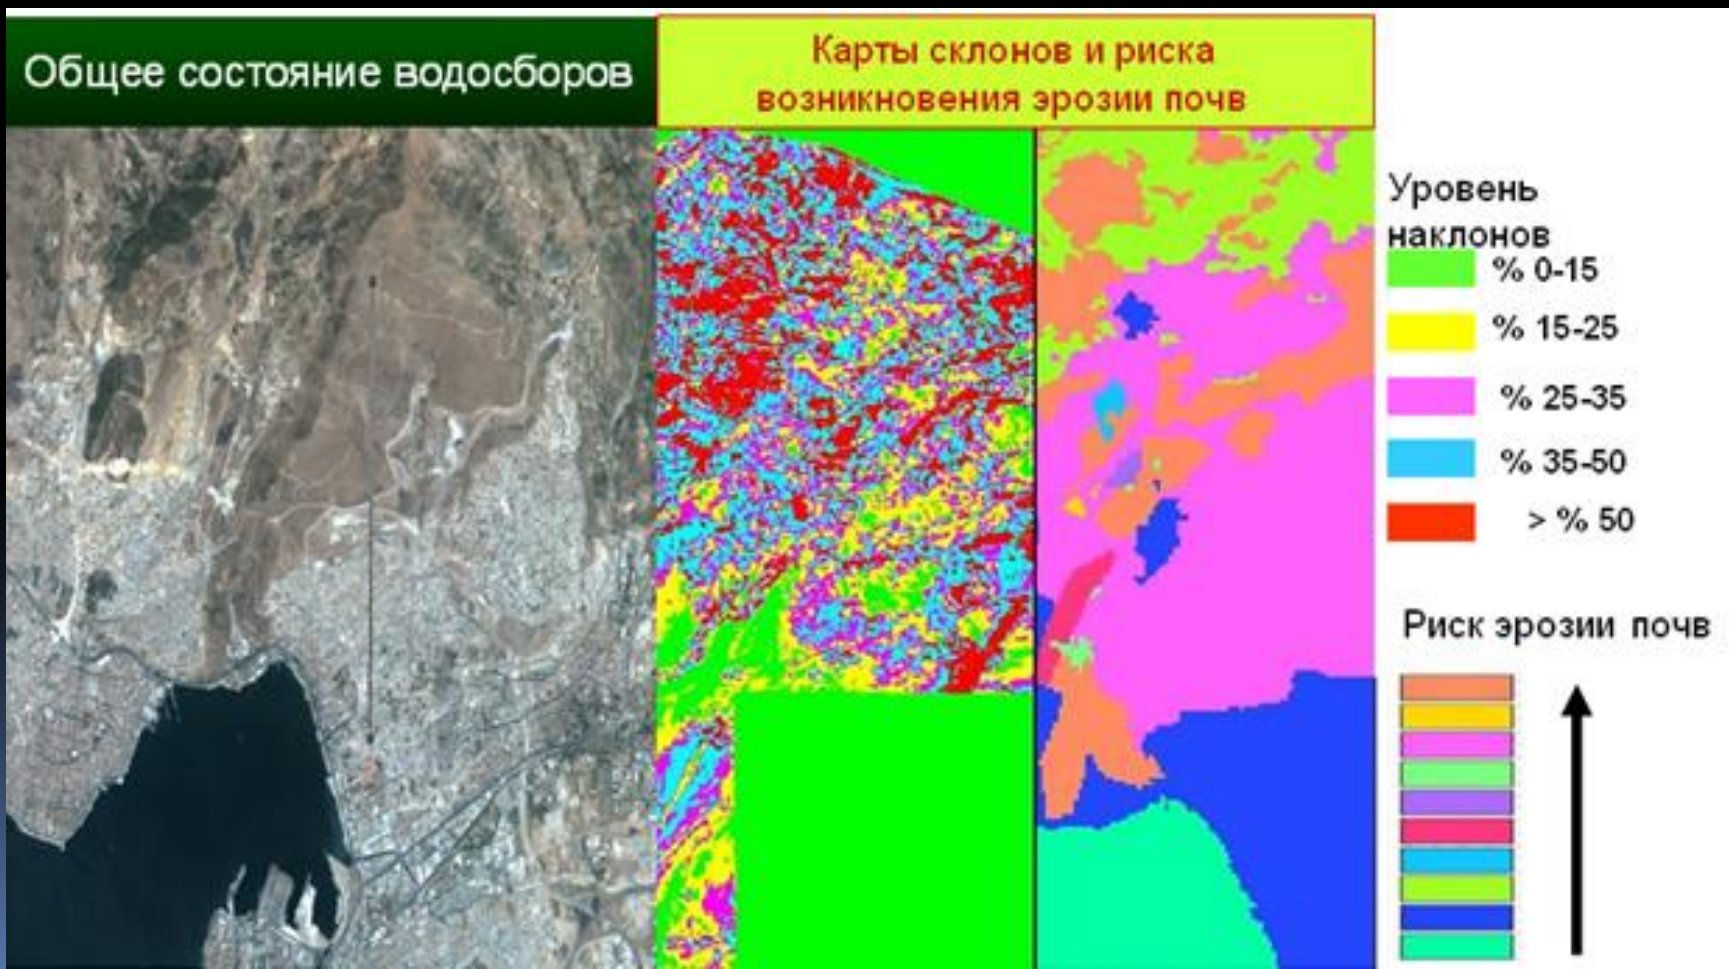 Общее состояние водосборов
Карты склонов и риска
возникновения эрозии почв
Уровень
наклонов
% 0-15
% 15-25
% 25-35
% 35-50
> % 50
Риск эрозии почв